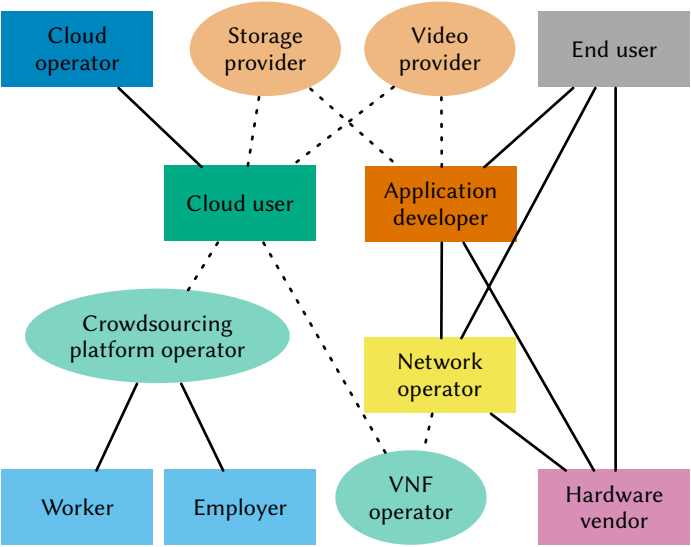 Cloud
operator
Storage
provider
Video
provider
End user
Cloud user
Application
developer
Crowdsourcing
platform operator
Network
operator
Worker
Employer
VNF
operator
Hardware
vendor